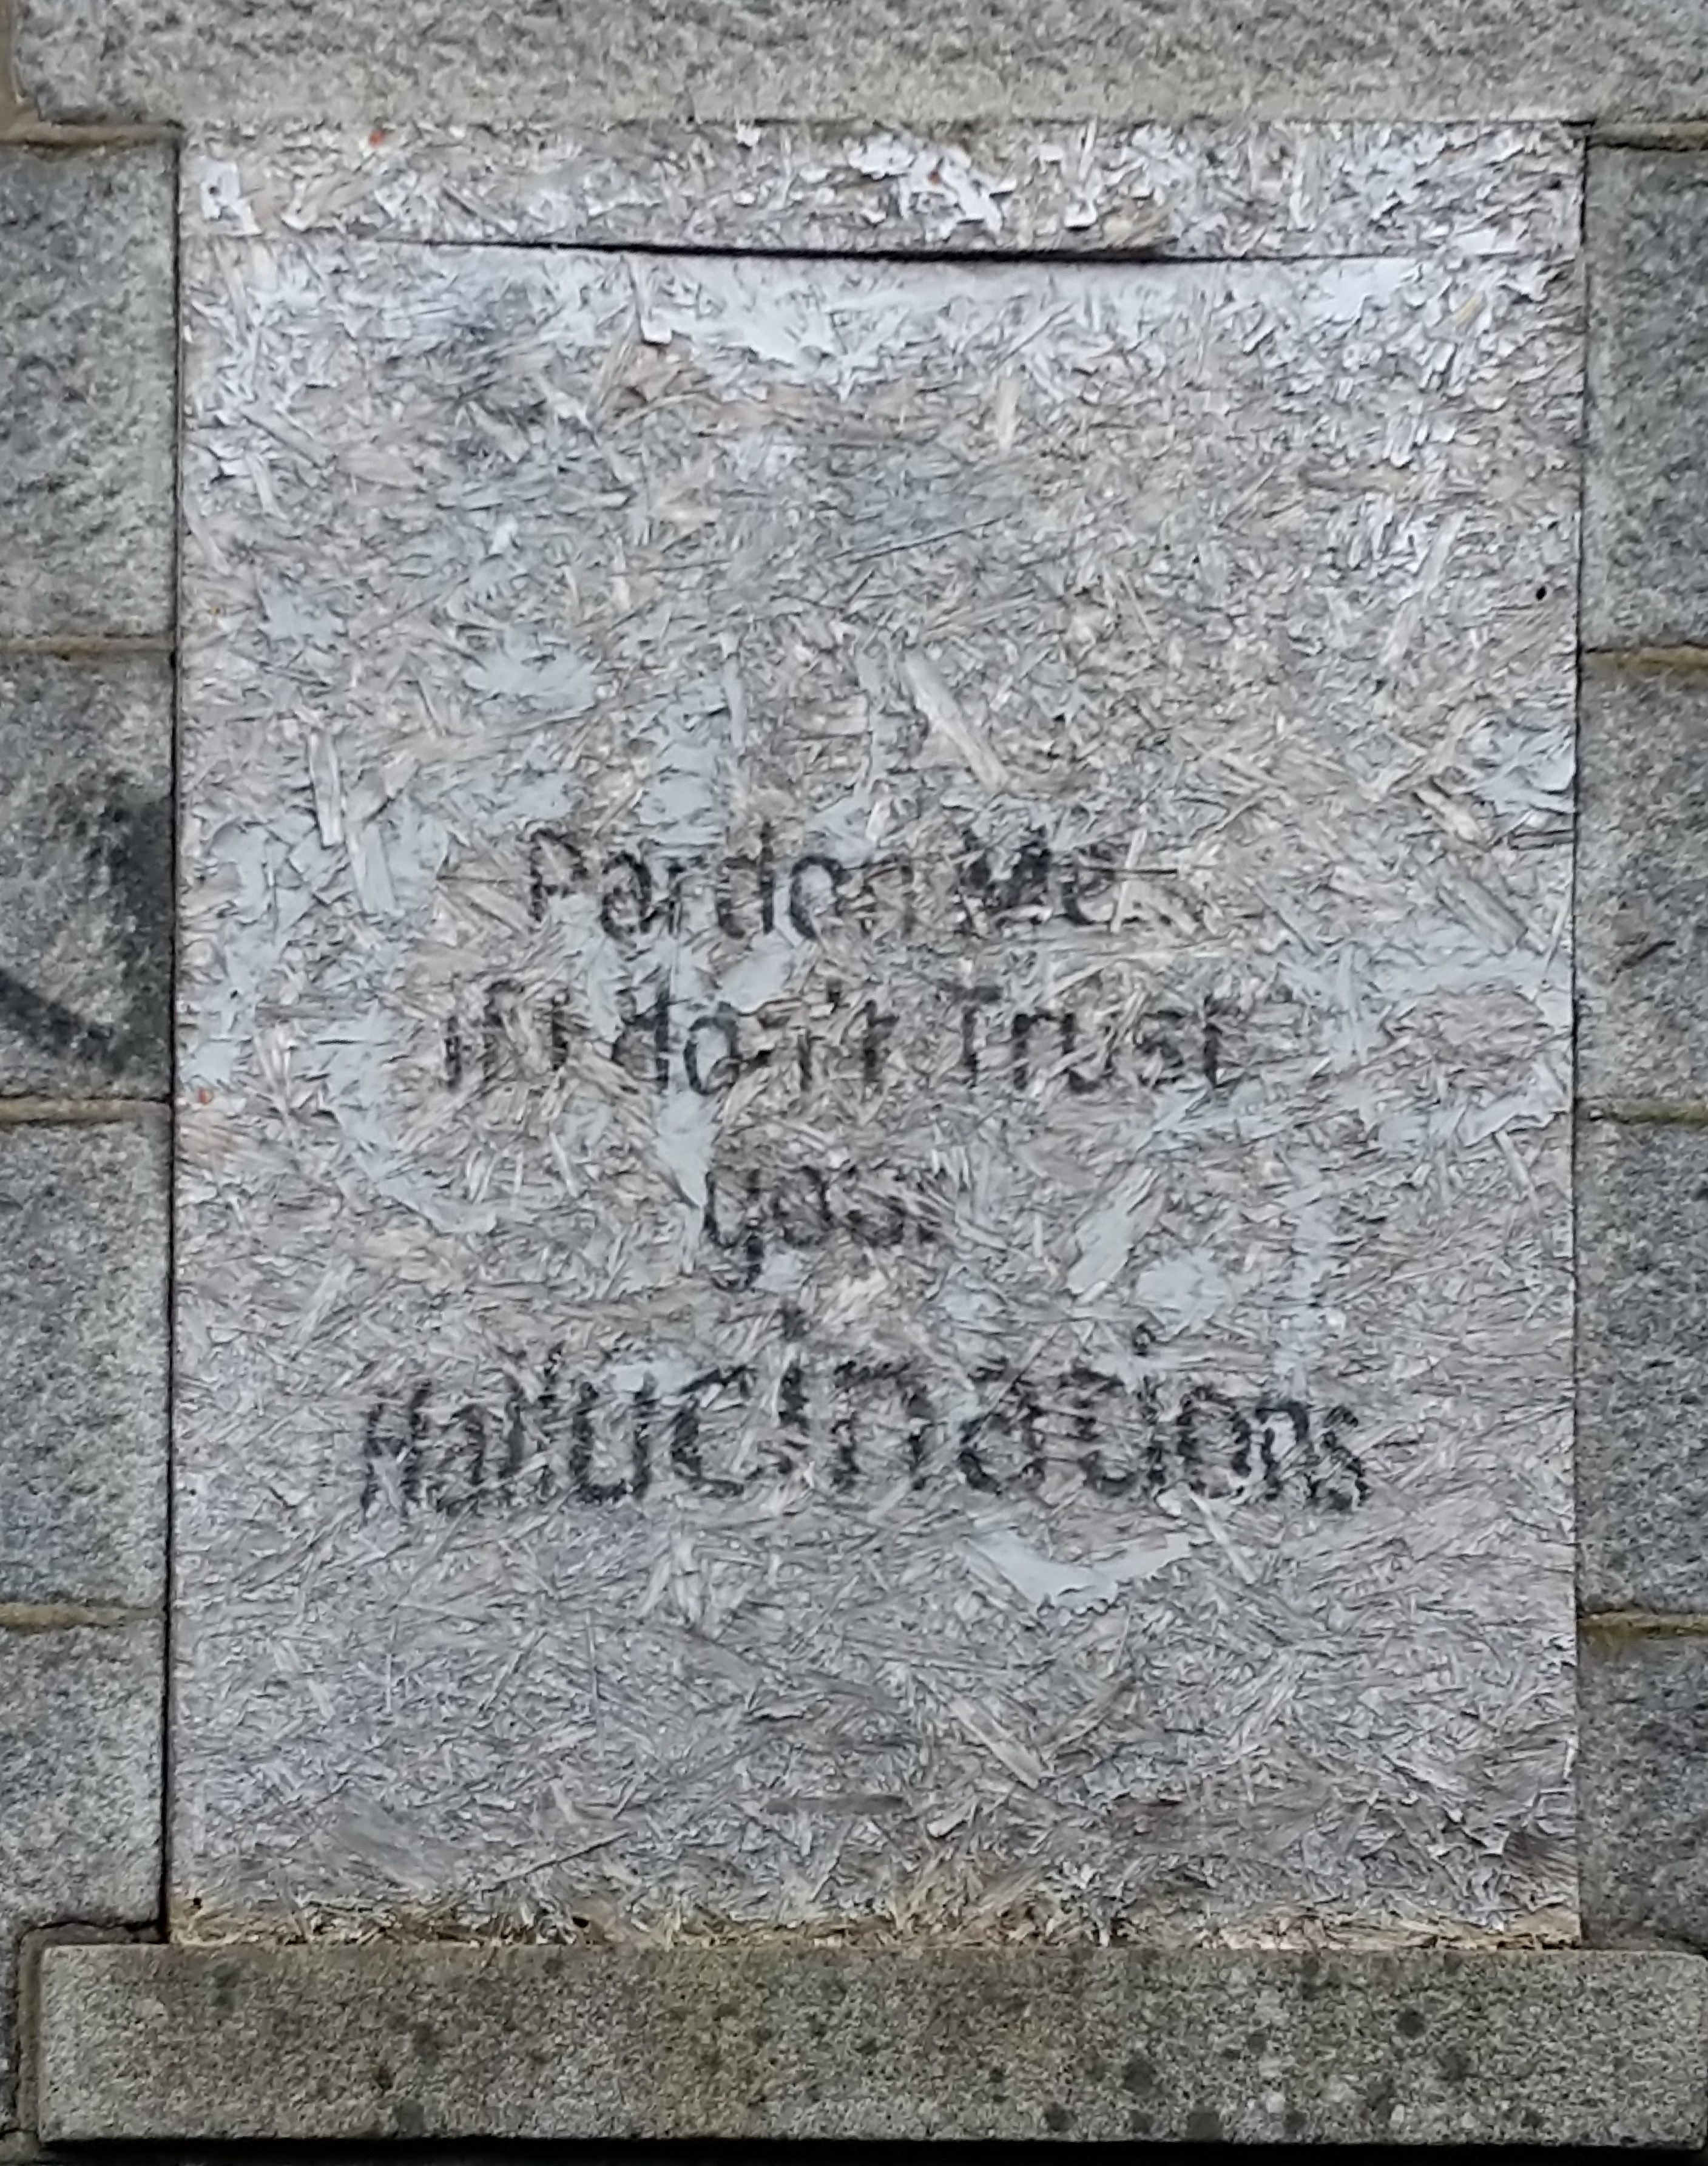 Pardon Me
if I don't Trust
your
Hallucinations